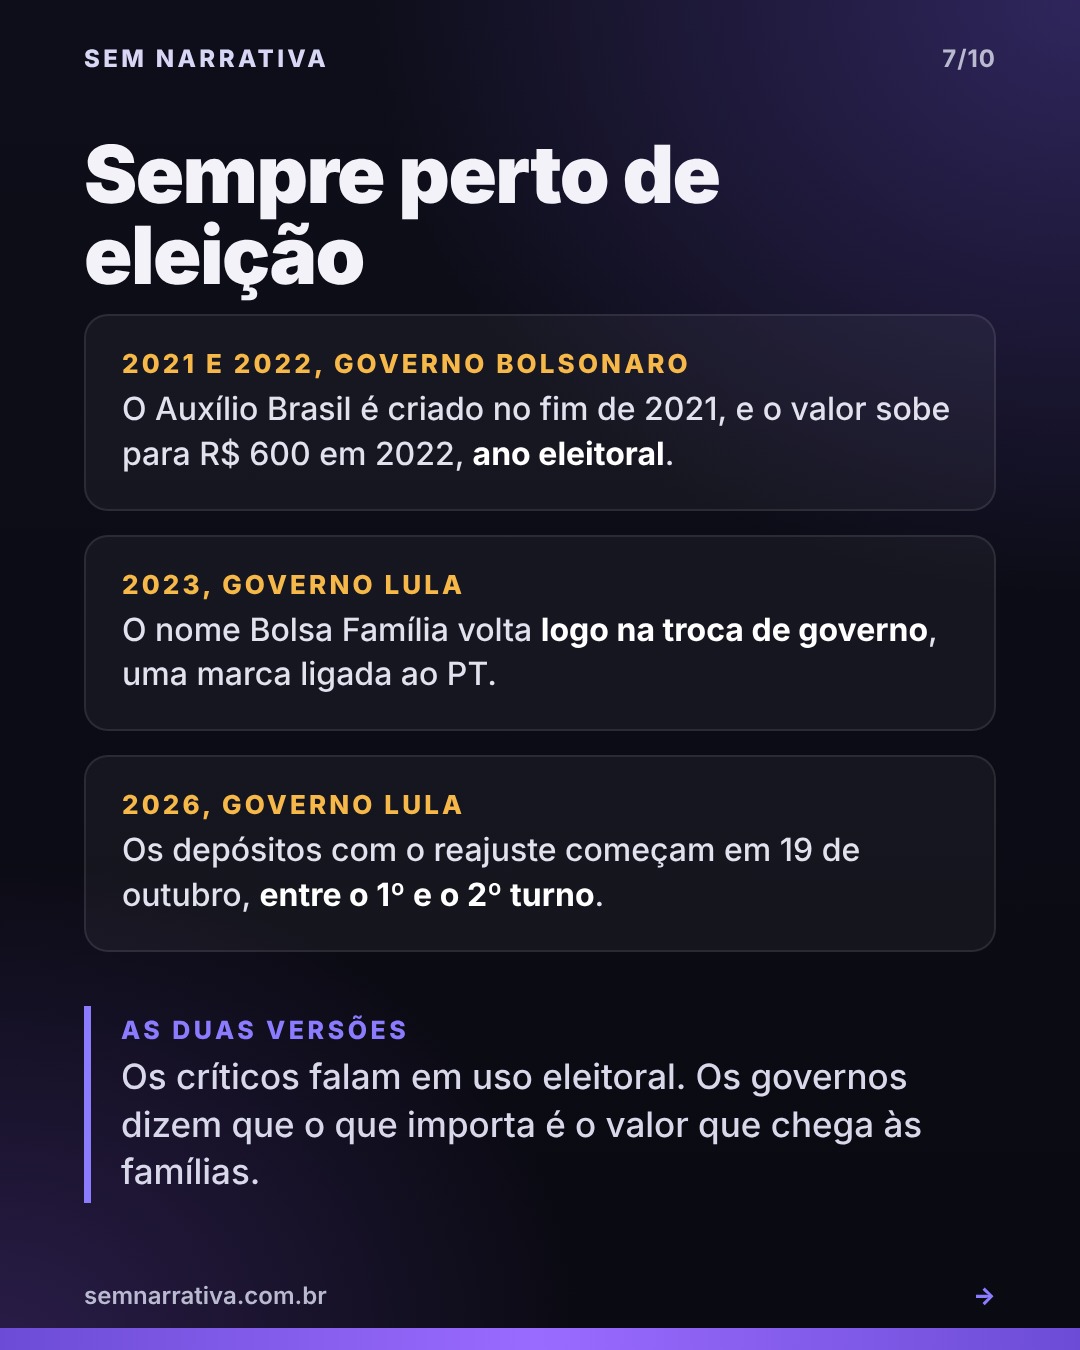 SEM NARRATIVA
7/10
Sempre perto de
eleição
2021 E 2022, GOVERNO BOLSONARO
O Auxílio Brasil é criado no fim de 2021, e o valor sobe
para R$ 600 em 2022, ano eleitoral.
2023, GOVERNO LULA
O nome Bolsa Família volta logo na troca de governo,
uma marca ligada ao PT.
2026, GOVERNO LULA
Os depósitos com o reajuste começam em 19 de
outubro, entre o 1º e o 2º turno.
AS DUAS VERSÕES
Os críticos falam em uso eleitoral. Os governos
dizem que o que importa é o valor que chega às
famílias.
semnarrativa.com.br
→